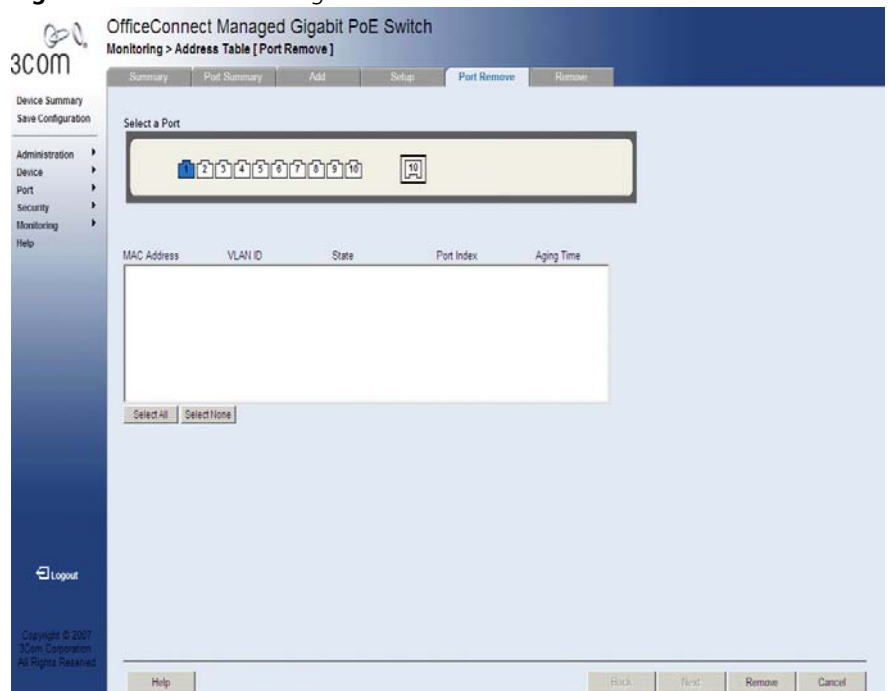 OfficeConnect Managed Gigabit PoE Switch
Monitoring > Address Table [ Port Remove ]
3COM
Summary Port Summary Add Setup Port Remove Remove
Device Summary
Save Configuration
Administration
Device
Port
Security
Monitoring
Help
Select a Port
1 2 3 4 5 6 7 8 9 10 10
MAC Address VLAN ID State Port Index Aging Time
Select All Select None
Logout
Copyright © 2007
3Com Corporation
All Rights Reserved
Help Back Next Remove Cancel